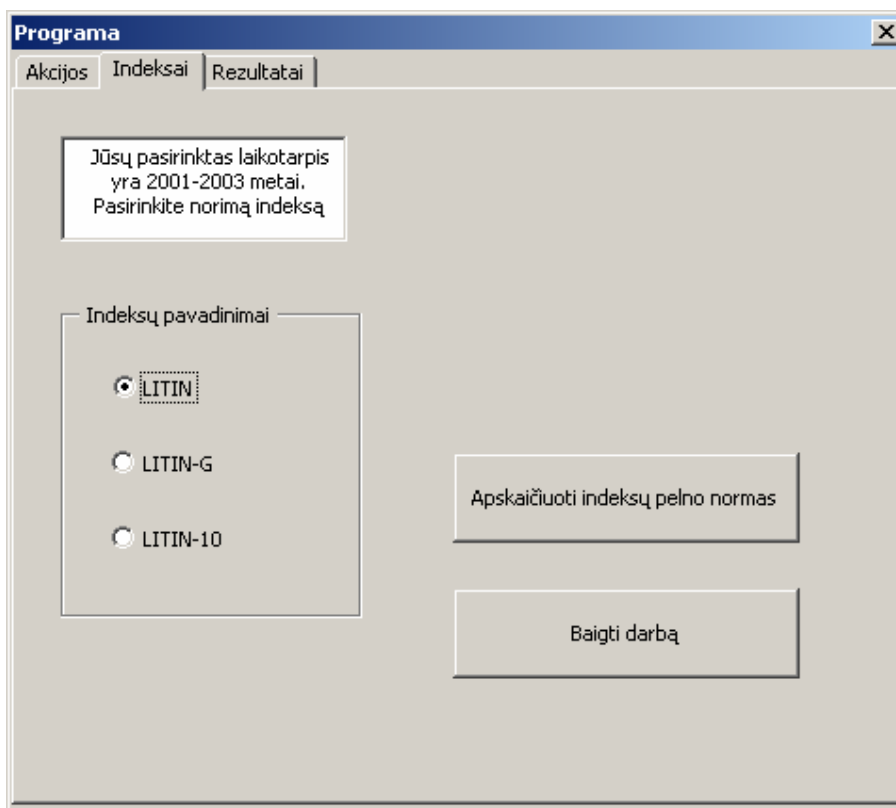 Programa
Akcijos Indeksai Rezultatai
Jūsų pasirinktas laikotarpis
yra 2001-2003 metai.
Pasirinkite norimą indeksą
Indeksų pavadinimai
LITIN
LITIN-G
LITIN-10
Apskaičiuoti indeksų pelno normas
Baigti darbą